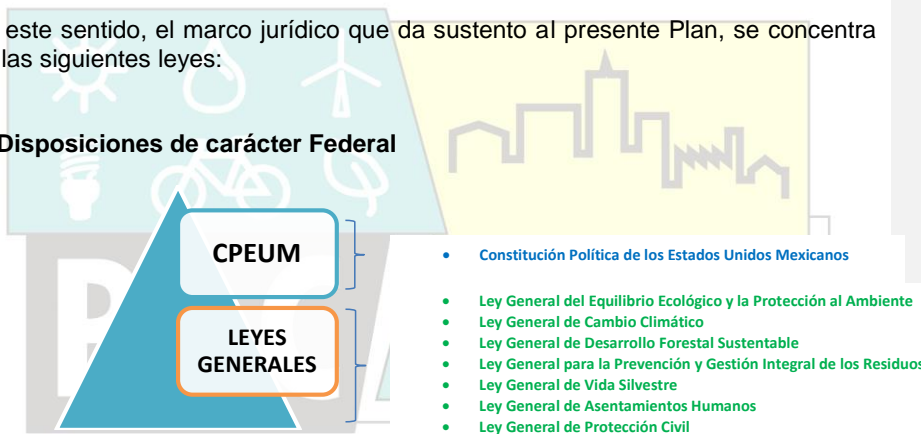 este sentido, el marco jurídico que da sustento al presente Plan, se concentra
las siguientes leyes:
Disposiciones de carácter Federal
CPEUM
• Constitución Política de los Estados Unidos Mexicanos
LEYES
GENERALES
• Ley General del Equilibrio Ecológico y la Protección al Ambiente
• Ley General de Cambio Climático
• Ley General de Desarrollo Forestal Sustentable
• Ley General para la Prevención y Gestión Integral de los Residuos
• Ley General de Vida Silvestre
• Ley General de Asentamientos Humanos
• Ley General de Protección Civil